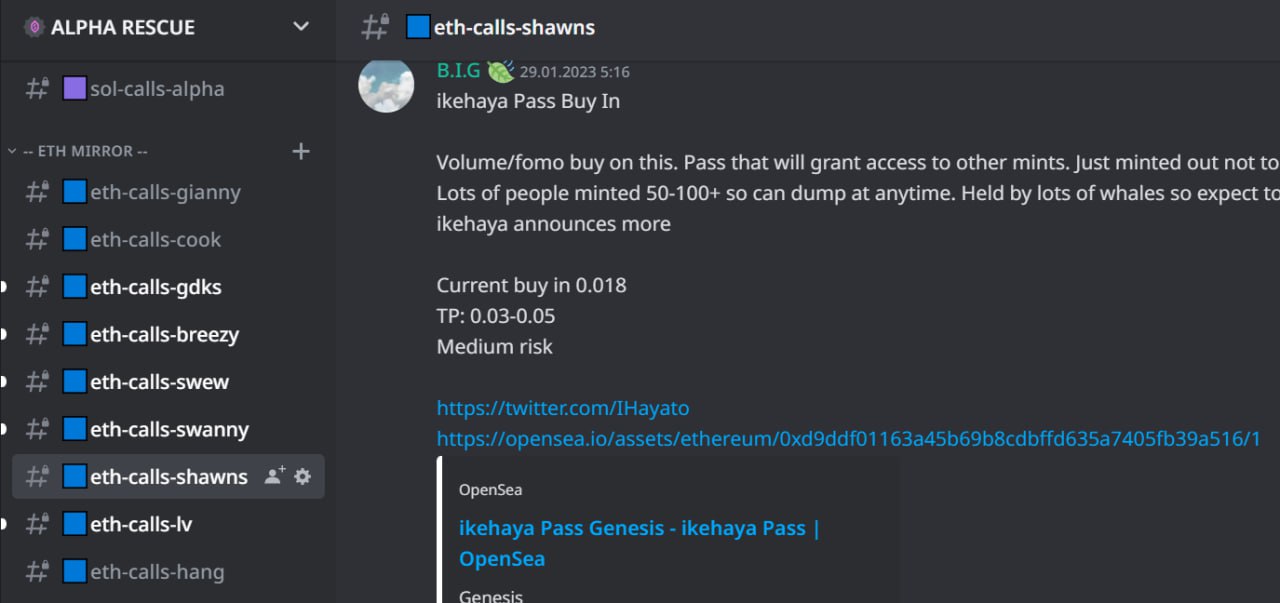 ALPHA RESCUE
sol-calls-alpha
-- ETH MIRROR --
eth-calls-gianny
eth-calls-cook
eth-calls-gdks
eth-calls-breezy
eth-calls-swew
eth-calls-swanny
eth-calls-shawns
eth-calls-lv
eth-calls-hang
eth-calls-shawns
B.I.G 29.01.2023 5:16
ikehaya Pass Buy In
Volume/fomo buy on this. Pass that will grant access to other mints. Just minted out not to
Lots of people minted 50-100+ so can dump at anytime. Held by lots of whales so expect to
ikehaya announces more
Current buy in 0.018
TP: 0.03-0.05
Medium risk
https://twitter.com/IHayato
https://opensea.io/assets/ethereum/0xd9ddf01163a45b69b8cdbffd635a7405fb39a516/1
OpenSea
ikehaya Pass Genesis - ikehaya Pass |
OpenSea
Genesis